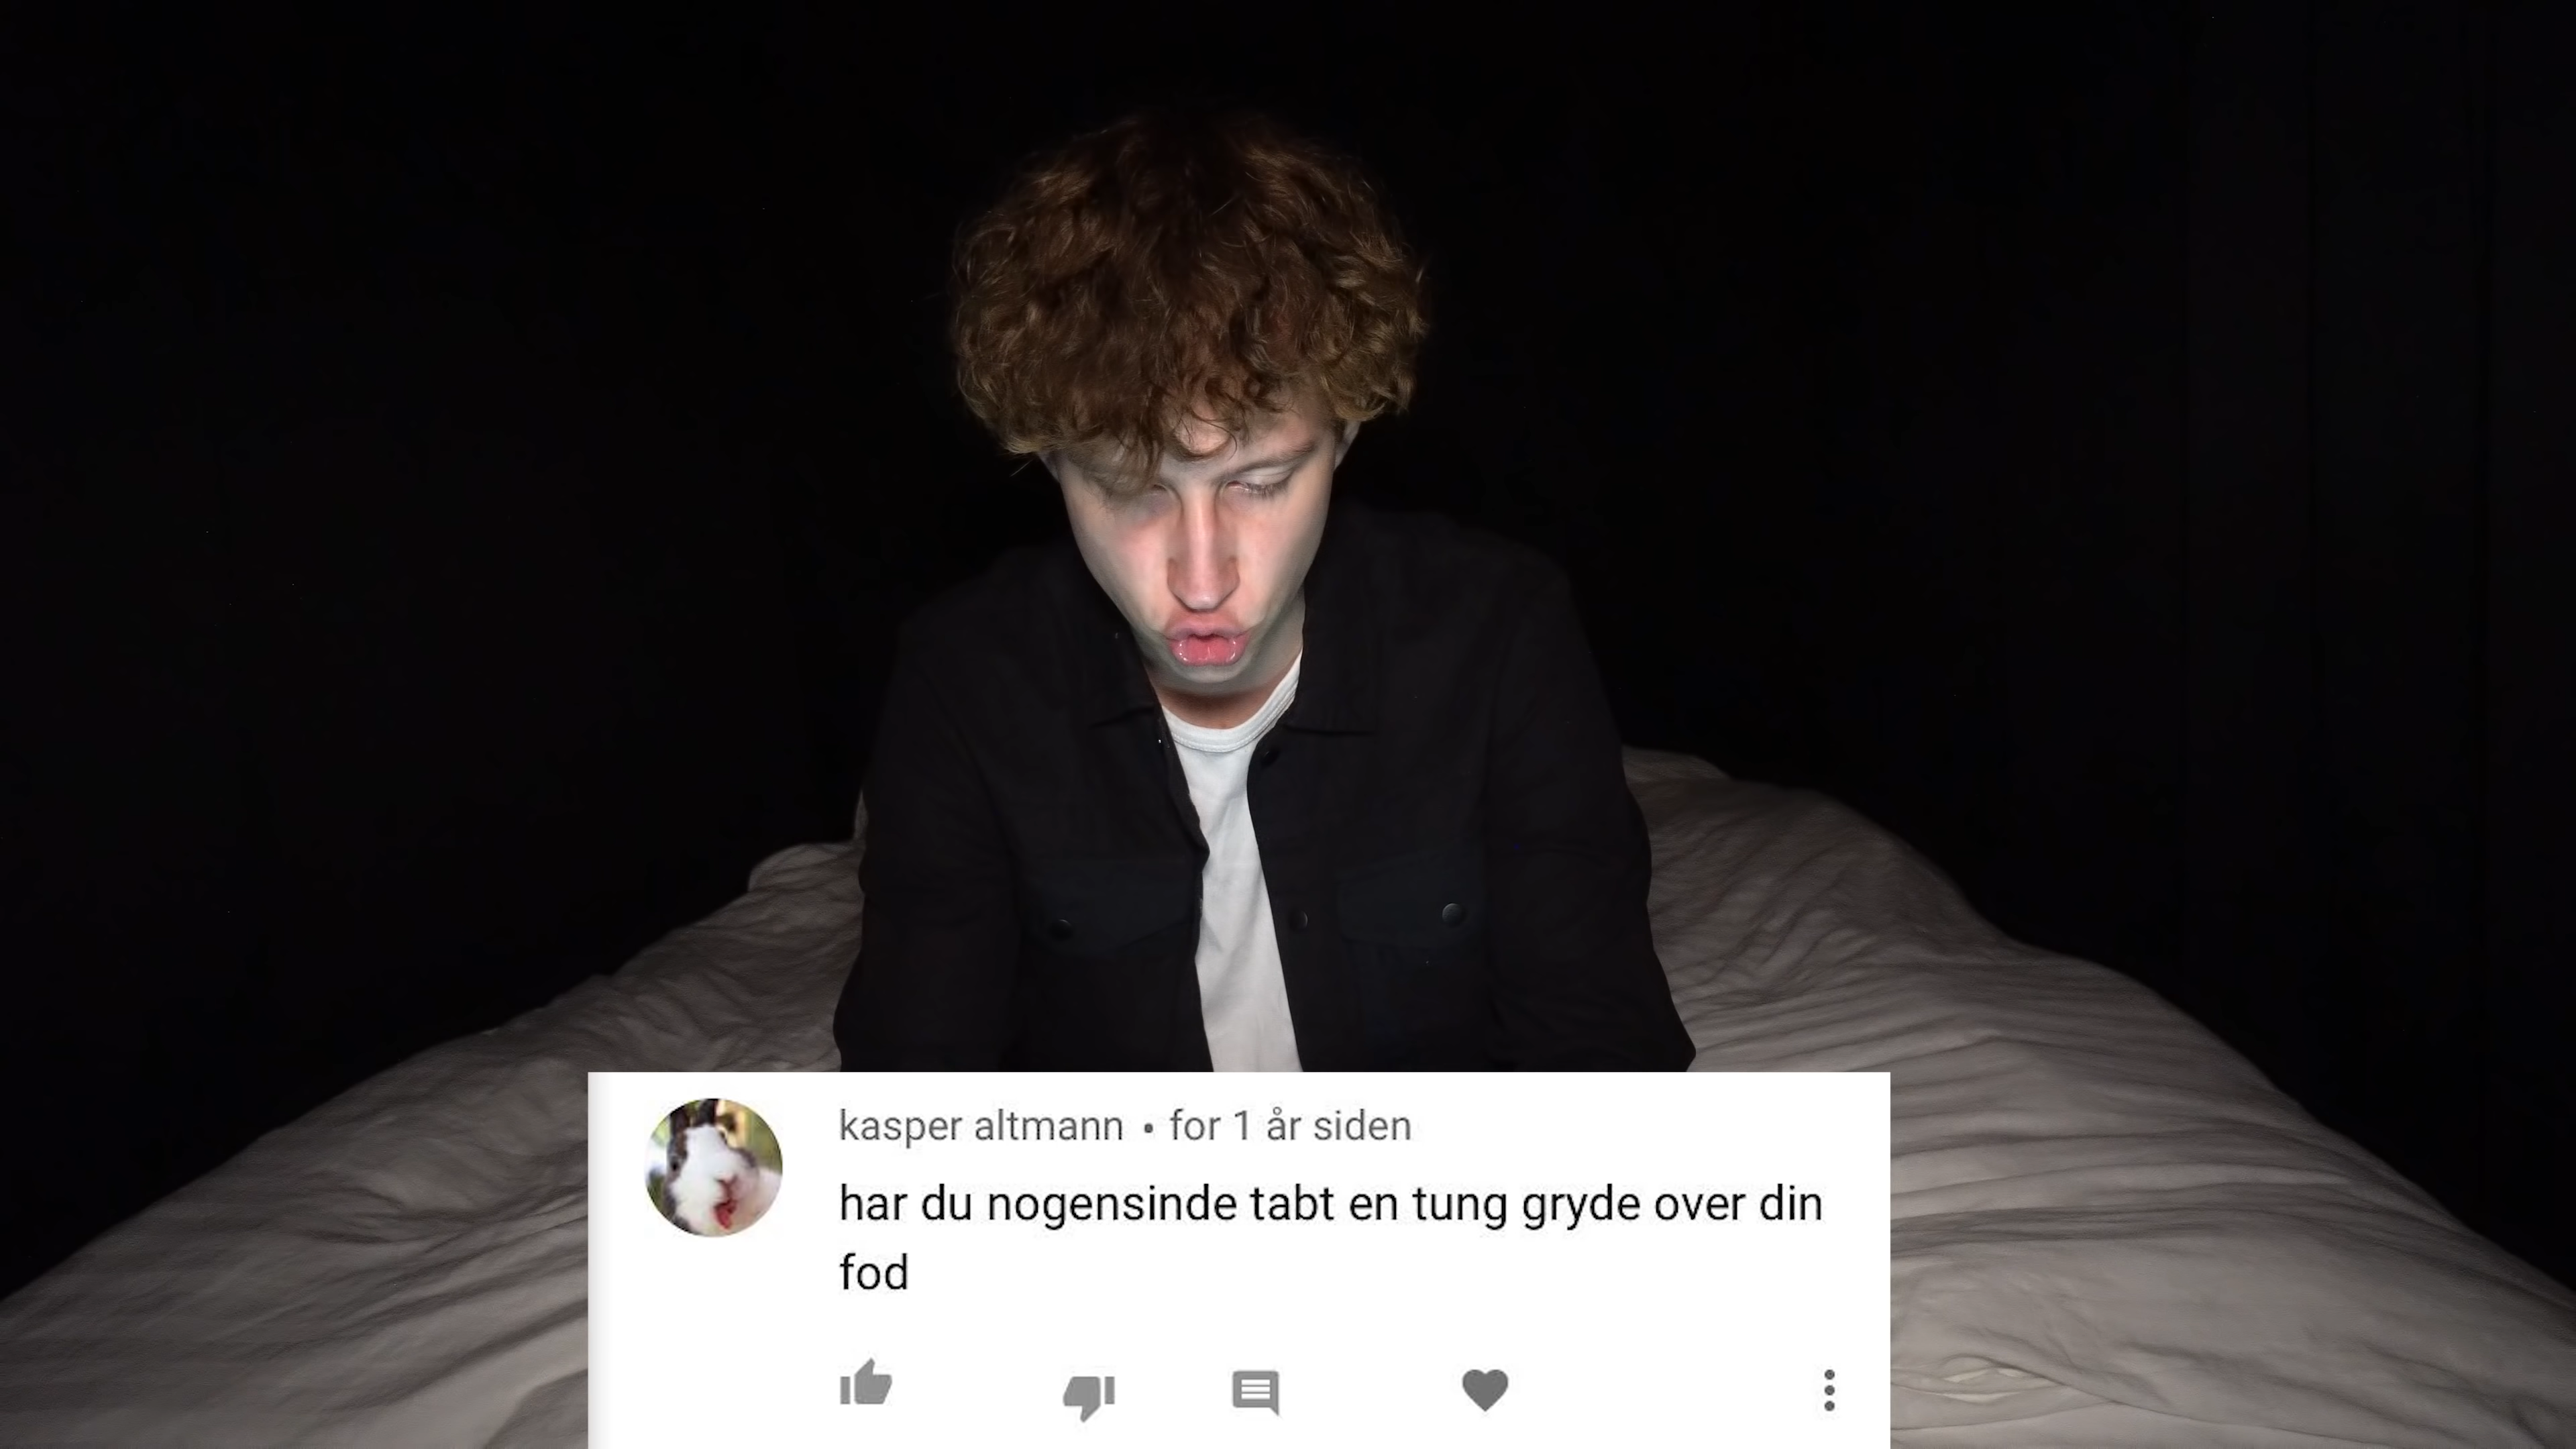 kasper altmann • for 1 år siden
har du nogensinde tabt en tung gryde over din
fod